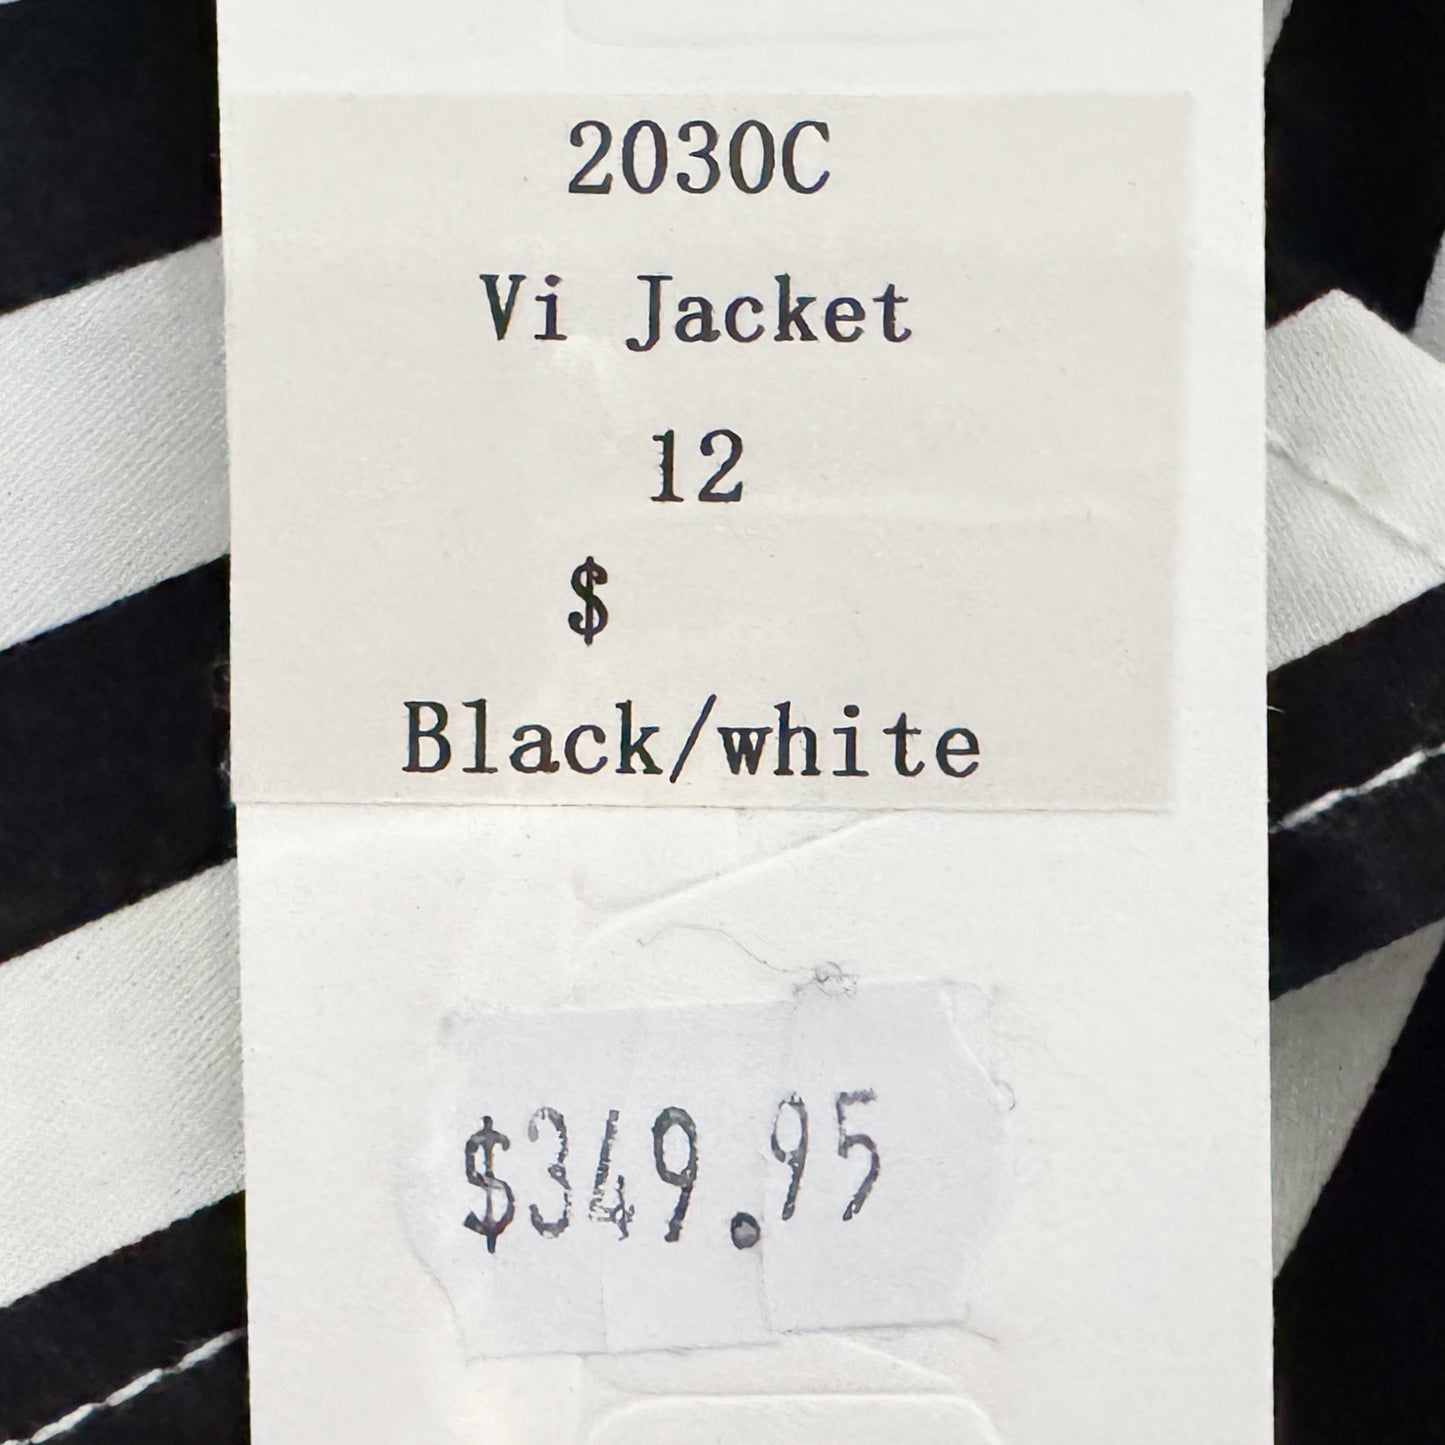 2030C
Vi Jacket
12
$
Black/white
$349.95